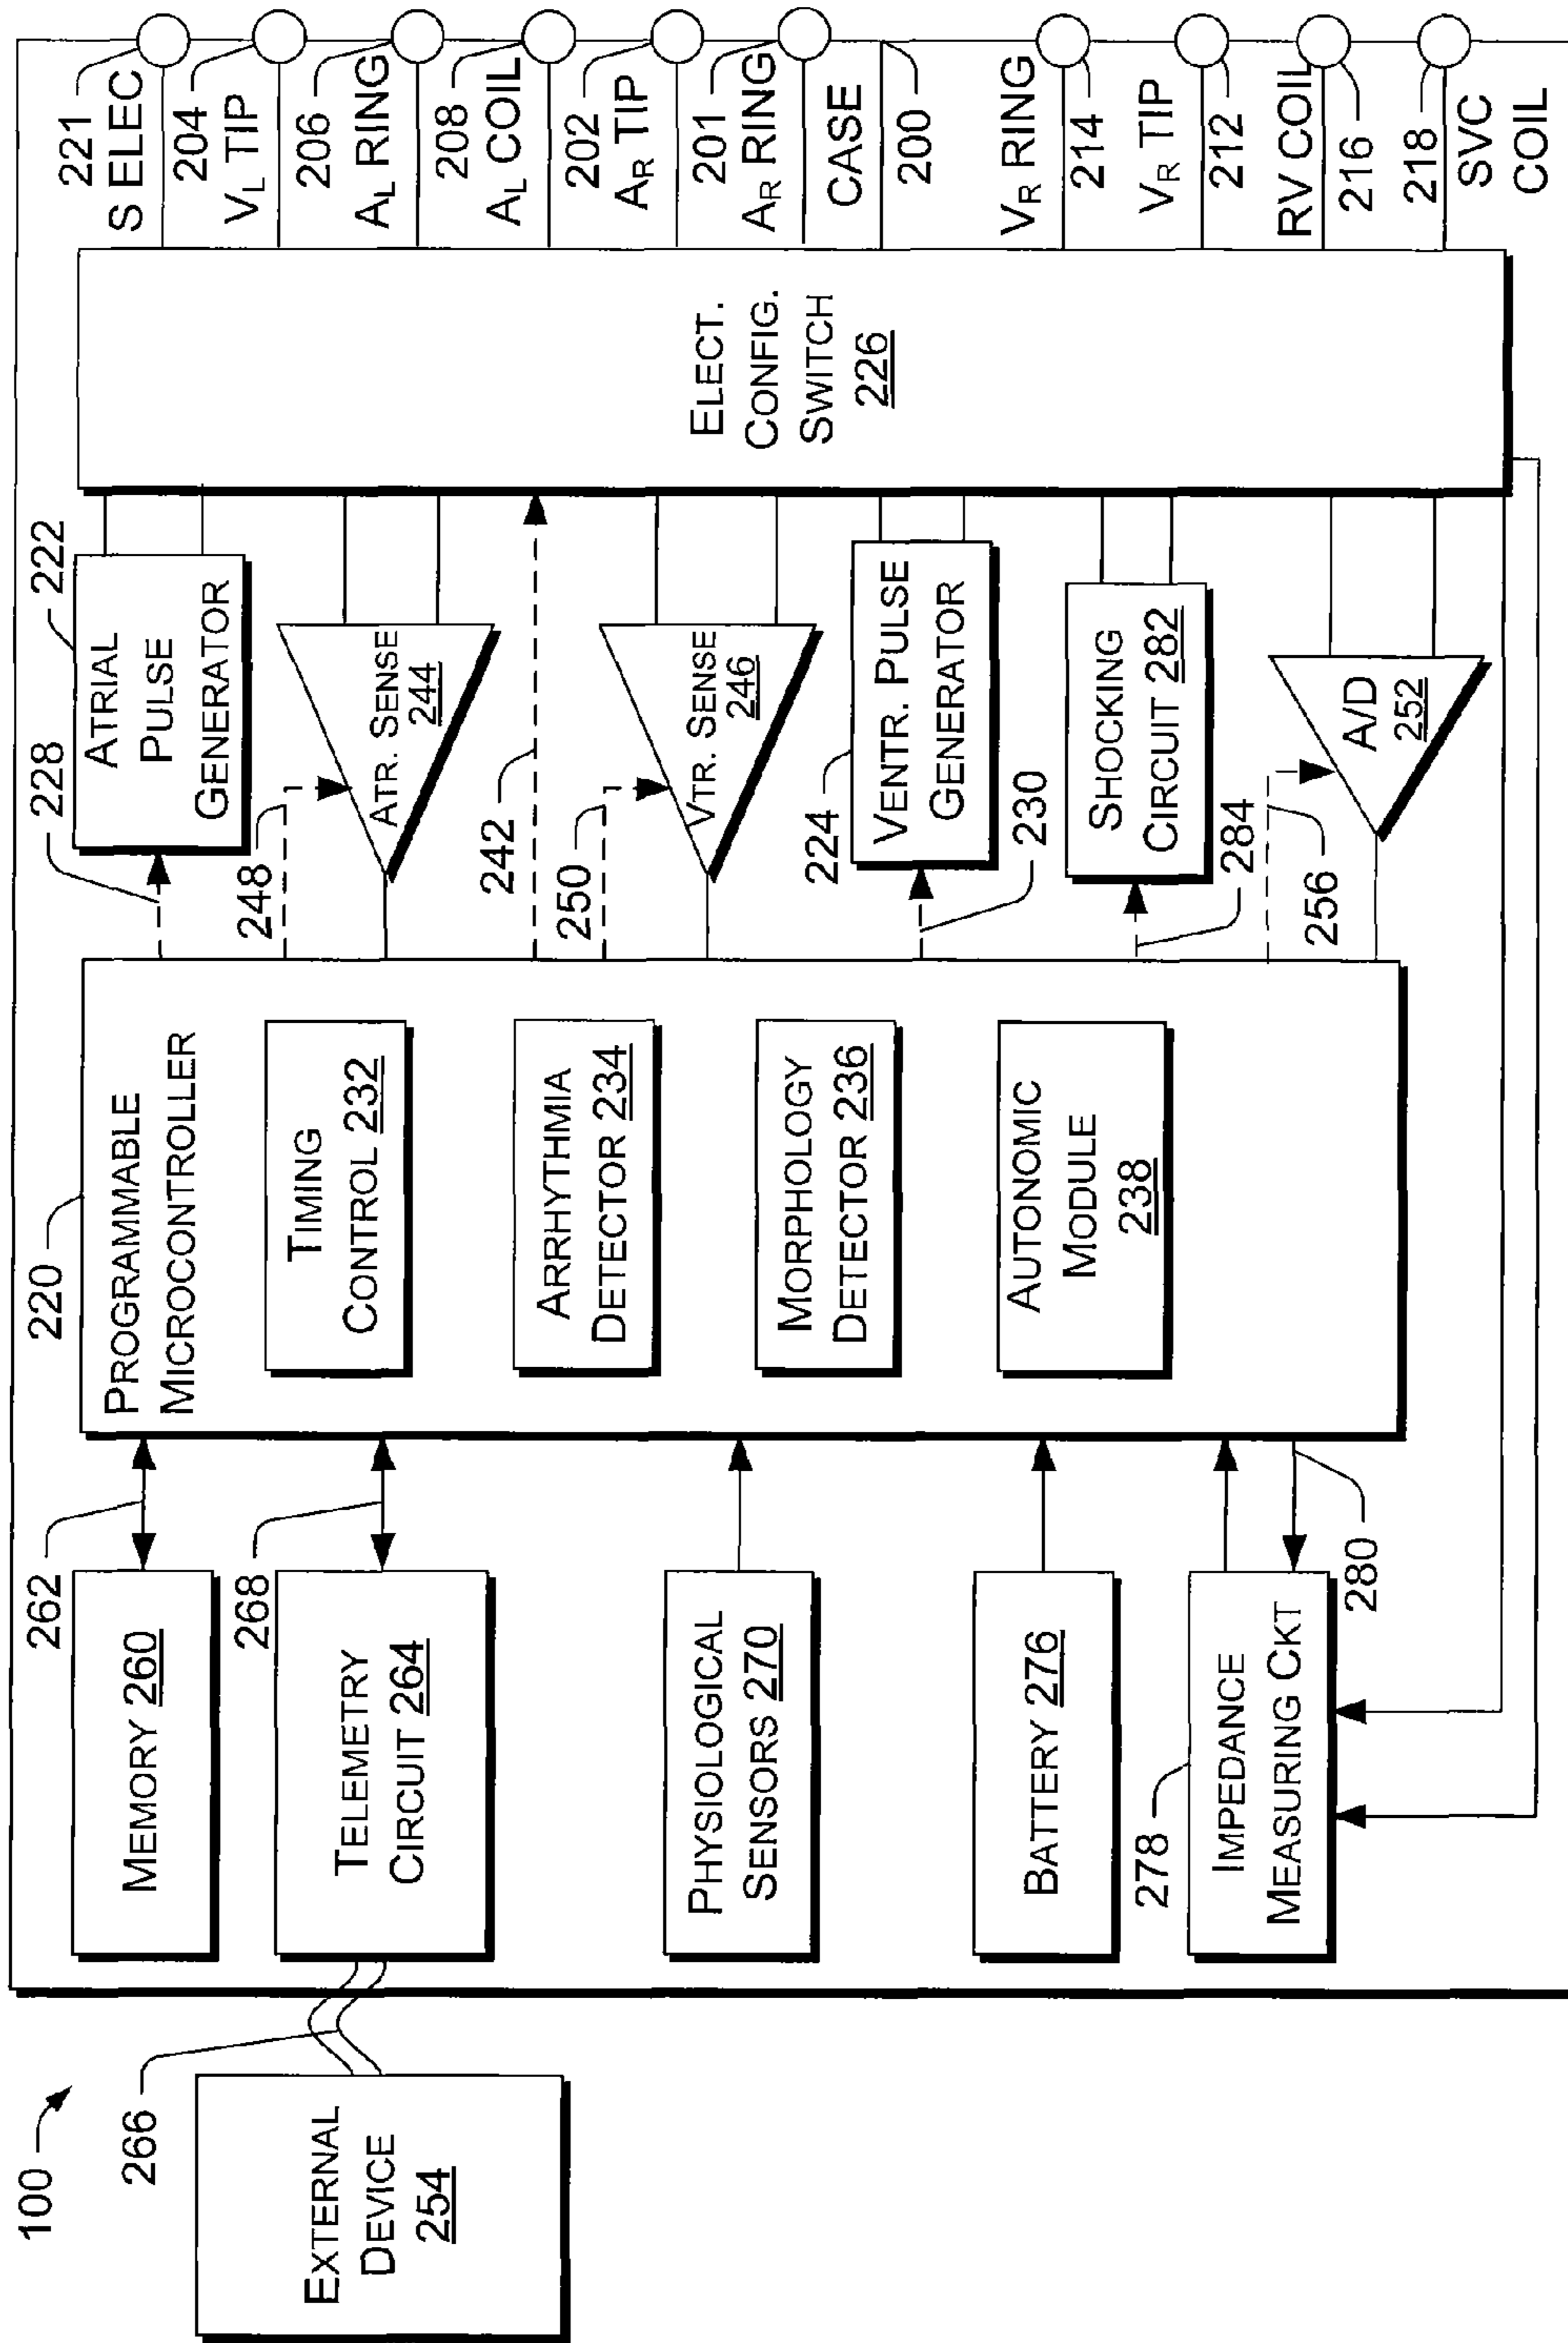 100
266
EXTERNAL
DEVICE
254
262
MEMORY 260
268
TELEMETRY
CIRCUIT 264
PHYSIOLOGICAL
SENSORS 270
BATTERY 276
278
IMPEDANCE
MEASURING CKT
280
220
PROGRAMMABLE
MICROCONTROLLER
TIMING
CONTROL 232
ARRHYTHMIA
DETECTOR 234
MORPHOLOGY
DETECTOR 236
AUTONOMIC
MODULE
238
228
222
ATRIAL
PULSE
GENERATOR
248
ATR. SENSE
244
242
250
VTR. SENSE
246
224
VENTR. PULSE
GENERATOR
230
SHOCKING
CIRCUIT 282
284
256
A/D
252
ELECT.
CONFIG.
SWITCH
226
221
S ELEC
204
VL TIP
206
AL RING
208
AL COIL
202
AR TIP
201
AR RING
CASE
200
VR RING
214
VR TIP
212
RV COIL
216
218
SVC
COIL